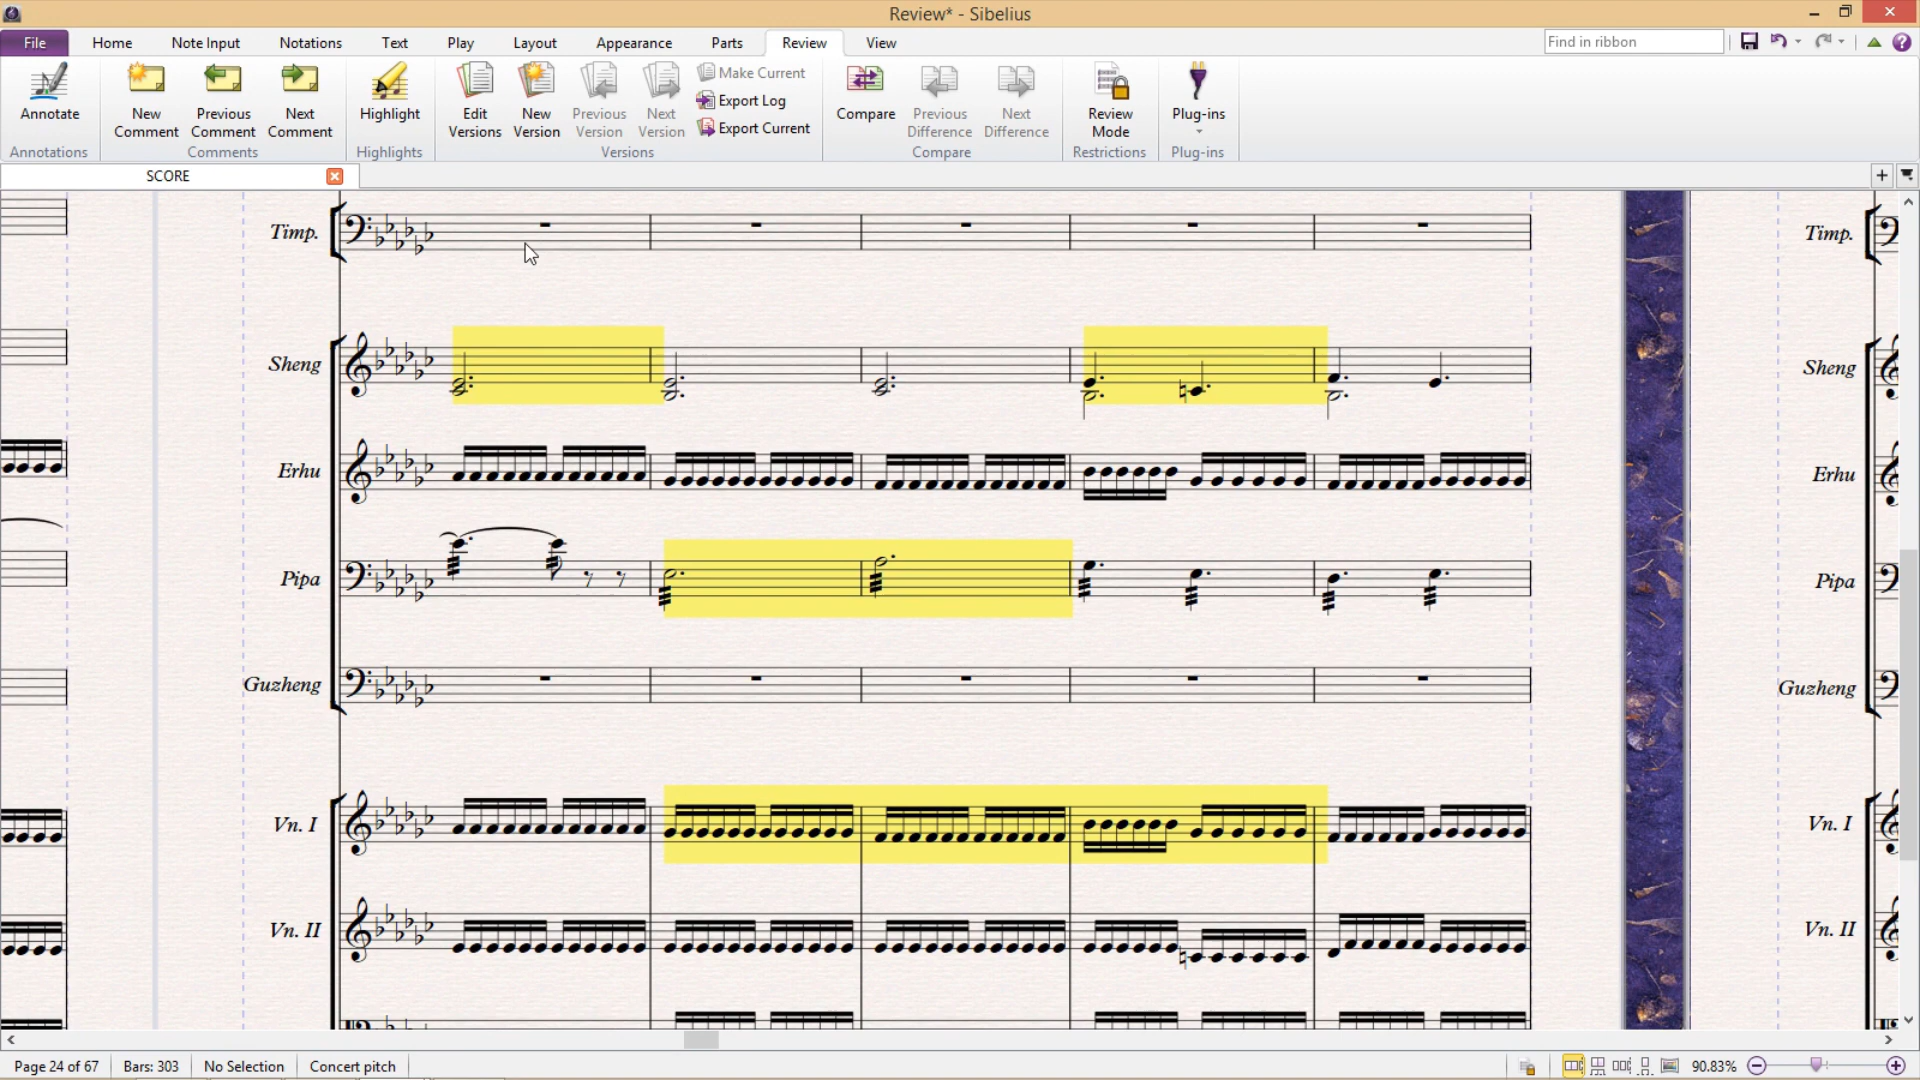 Review* - Sibelius
File Home Note Input Notations Text Play Layout Appearance Parts Review View Find in ribbon
Annotate
New Comment
Previous Comment
Next Comment
Highlight
Edit Versions
New Version
Previous Version
Next Version
Make Current
Export Log
Export Current
Compare
Previous Difference
Next Difference
Review Mode
Plug-ins
Annotations Comments Highlights Versions Compare Restrictions Plug-ins
SCORE
Timp. Timp.
Sheng Sheng
Erhu Erhu
Pipa Pipa
Guzheng Guzheng
Vn. I Vn. I
Vn. II Vn. II
Page 24 of 67 Bars: 303 No Selection Concert pitch 90.83%